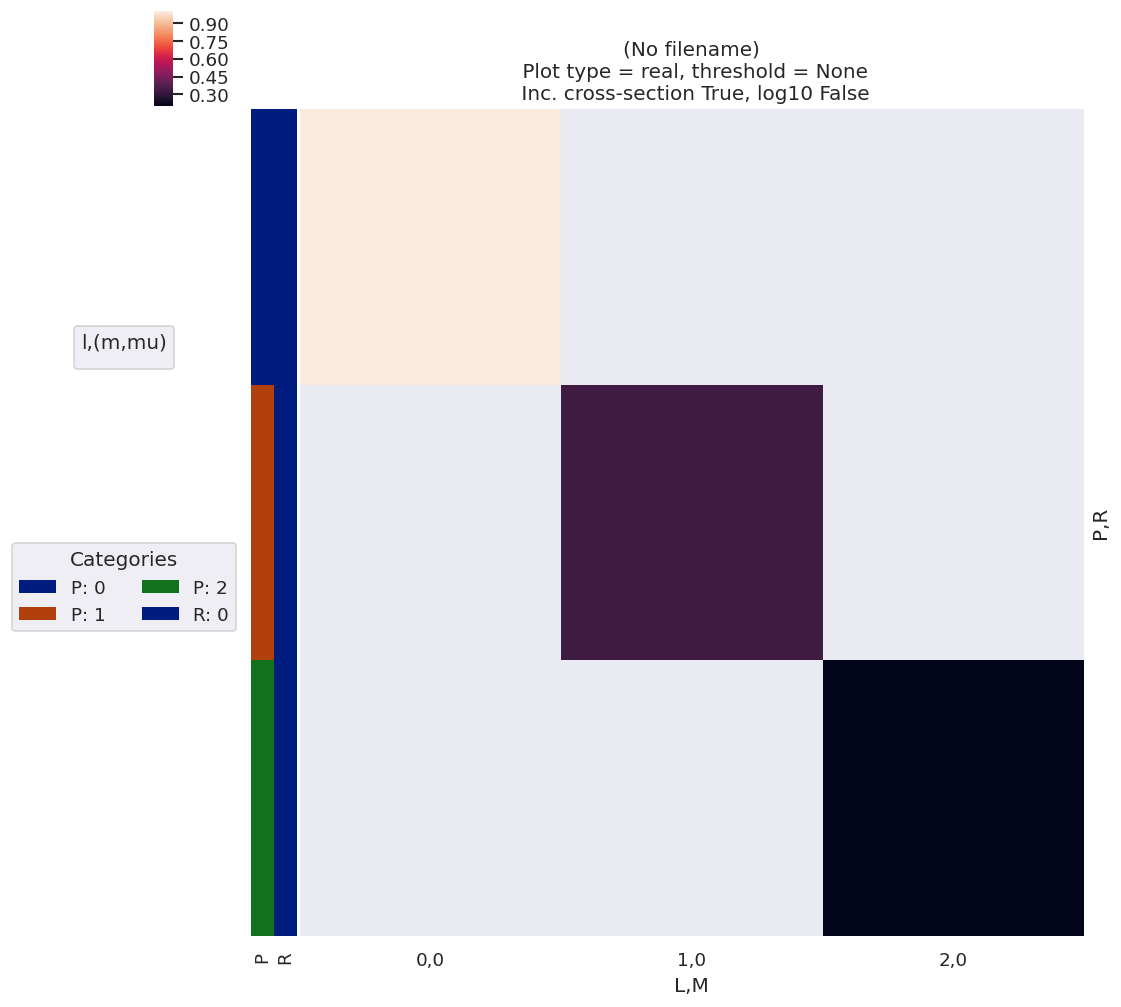 0.90
0.75
0.60
0.45
0.30
(No filename)
Plot type = real, threshold = None
Inc. cross-section True, log10 False
l,(m,mu)
P,R
Categories
P: 0 P: 2
P: 1 R: 0
P R 0,0 1,0 2,0
L,M